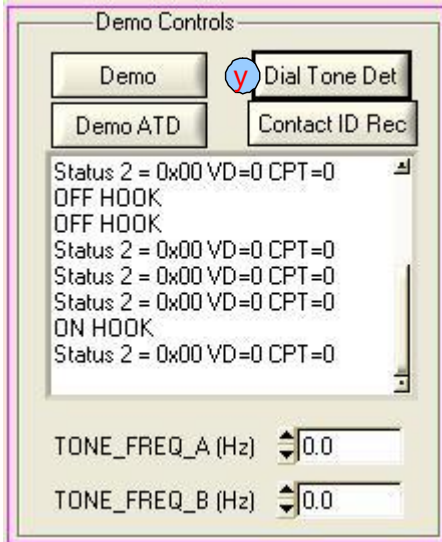 Demo Controls
Demo
y
Dial Tone Det
Demo ATD
Contact ID Rec
Status 2 = 0x00 VD=0 CPT=0
OFF HOOK
OFF HOOK
Status 2 = 0x00 VD=0 CPT=0
Status 2 = 0x00 VD=0 CPT=0
Status 2 = 0x00 VD=0 CPT=0
ON HOOK
Status 2 = 0x00 VD=0 CPT=0
TONE_FREQ_A (Hz) 0.0
TONE_FREQ_B (Hz) 0.0